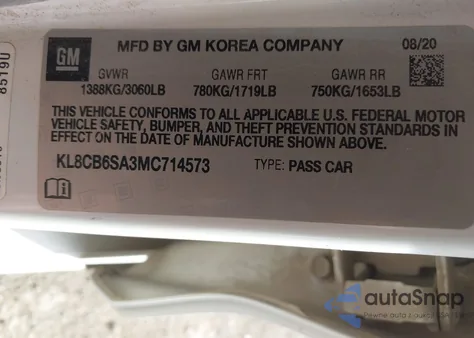 GM
MFD BY GM KOREA COMPANY
08/20
GVWR
GAWR FRT
GAWR RR
1388KG/3060LB
780KG/1719LB
750KG/1653LB
THIS VEHICLE CONFORMS TO ALL APPLICABLE U.S. FEDERAL MOTOR
VEHICLE SAFETY, BUMPER, AND THEFT PREVENTION STANDARDS IN
EFFECT ON THE DATE OF MANUFACTURE SHOWN ABOVE.
KL8CB6SA3MC714573
TYPE: PASS CAR
85190
autoSnap